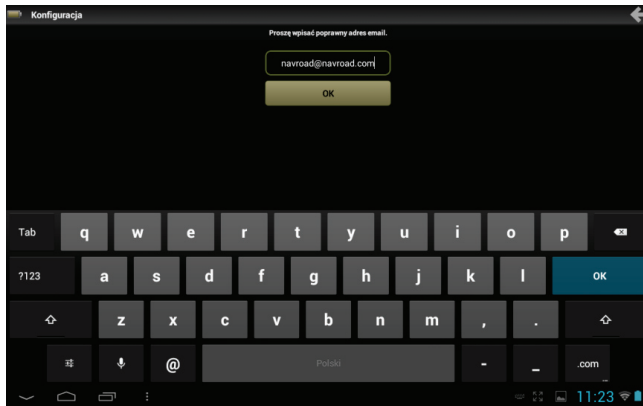 Konfiguracja
Proszę wpisać poprawny adres email.
navroad@navroad.com
OK
Tab q w e r t y u i o p
?123 a s d f g h j k l OK
z x c v b n m , .
@ Polski - _ .com
11:23